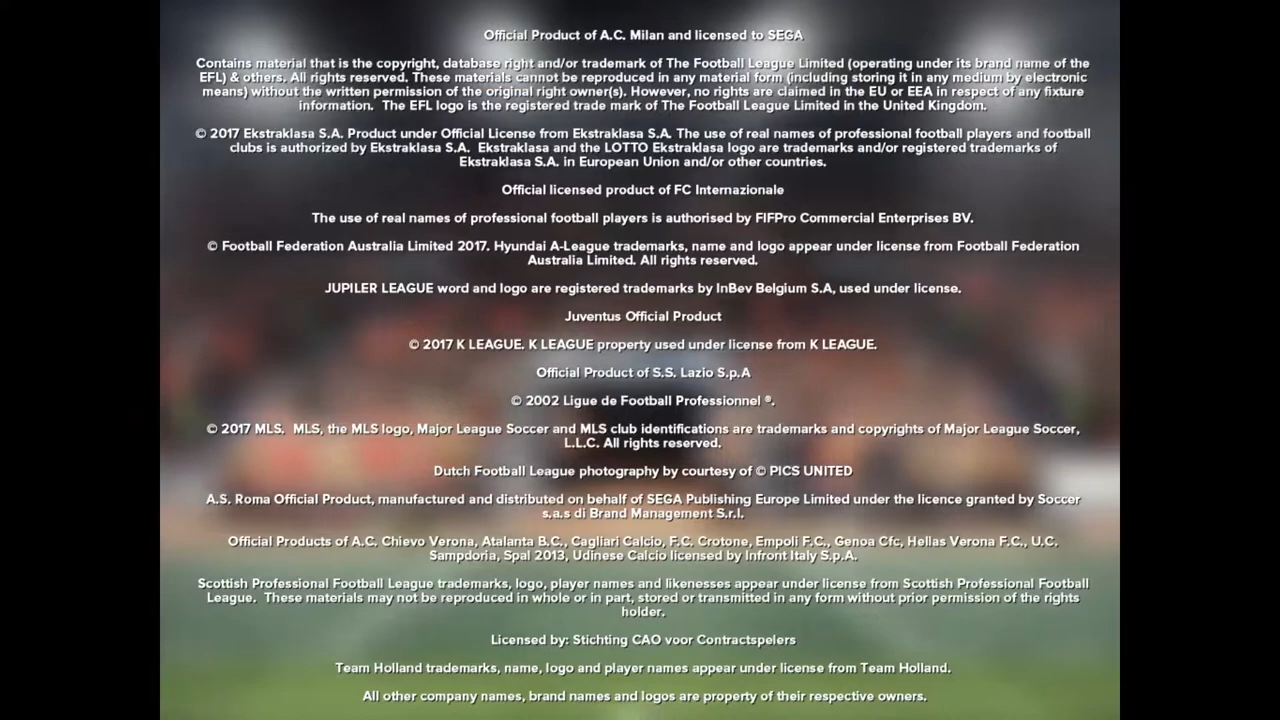 Official Product of A.C. Milan and licensed to SEGA
Contains material that is the copyright, database right and/or trademark of The Football League Limited (operating under its brand name of the
EFL) & others. All rights reserved. These materials cannot be reproduced in any material form (including storing it in any medium by electronic
means) without the written permission of the original right owner(s). However, no rights are claimed in the EU or EEA in respect of any fixture
information.  The EFL logo is the registered trade mark of The Football League Limited in the United Kingdom.
© 2017 Ekstraklasa S.A. Product under Official License from Ekstraklasa S.A. The use of real names of professional football players and football
clubs is authorized by Ekstraklasa S.A.  Ekstraklasa and the LOTTO Ekstraklasa logo are trademarks and/or registered trademarks of
Ekstraklasa S.A. in European Union and/or other countries.
Official licensed product of FC Internazionale
The use of real names of professional football players is authorised by FIFPro Commercial Enterprises BV.
© Football Federation Australia Limited 2017. Hyundai A-League trademarks, name and logo appear under license from Football Federation
Australia Limited. All rights reserved.
JUPILER LEAGUE word and logo are registered trademarks by InBev Belgium S.A, used under license.
Juventus Official Product
© 2017 K LEAGUE. K LEAGUE property used under license from K LEAGUE.
Official Product of S.S. Lazio S.p.A
© 2002 Ligue de Football Professionnel ®.
© 2017 MLS.  MLS, the MLS logo, Major League Soccer and MLS club identifications are trademarks and copyrights of Major League Soccer,
L.L.C. All rights reserved.
Dutch Football League photography by courtesy of © PICS UNITED
A.S. Roma Official Product, manufactured and distributed on behalf of SEGA Publishing Europe Limited under the licence granted by Soccer
s.a.s di Brand Management S.r.l.
Official Products of A.C. Chievo Verona, Atalanta B.C., Cagliari Calcio, F.C. Crotone, Empoli F.C., Genoa Cfc, Hellas Verona F.C., U.C.
Sampdoria, Spal 2013, Udinese Calcio licensed by Infront Italy S.p.A.
Scottish Professional Football League trademarks, logo, player names and likenesses appear under license from Scottish Professional Football
League.  These materials may not be reproduced in whole or in part, stored or transmitted in any form without prior permission of the rights
holder.
Licensed by: Stichting CAO voor Contractspelers
Team Holland trademarks, name, logo and player names appear under license from Team Holland.
All other company names, brand names and logos are property of their respective owners.